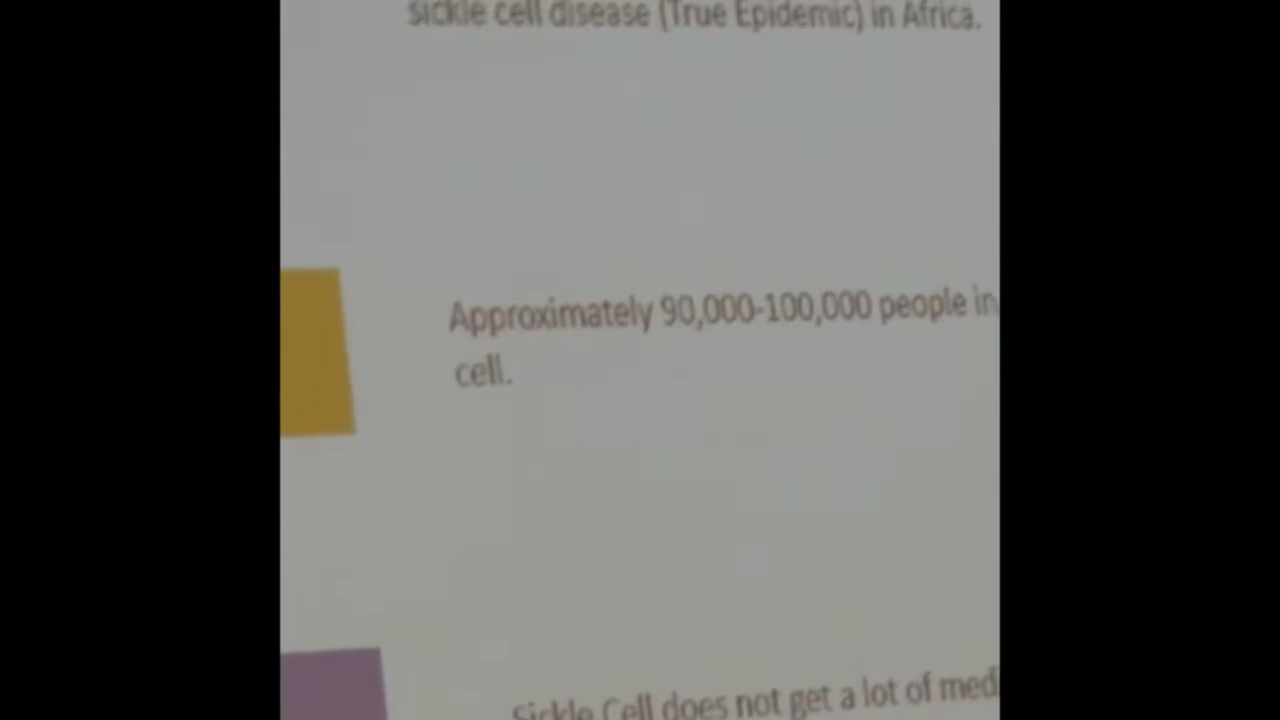 sickle cell disease (True Epidemic) in Africa.
Approximately 90,000-100,000 people in
cell.
Sickle Cell does not get a lot of